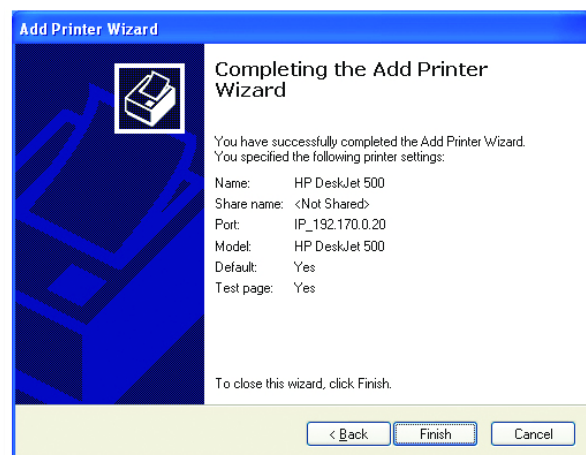 Add Printer Wizard
Completing the Add Printer
Wizard
You have successfully completed the Add Printer Wizard.
You specified the following printer settings:
Name: HP DeskJet 500
Share name: <Not Shared>
Port: IP_192.170.0.20
Model: HP DeskJet 500
Default: Yes
Test page: Yes
To close this wizard, click Finish.
< Back Finish Cancel